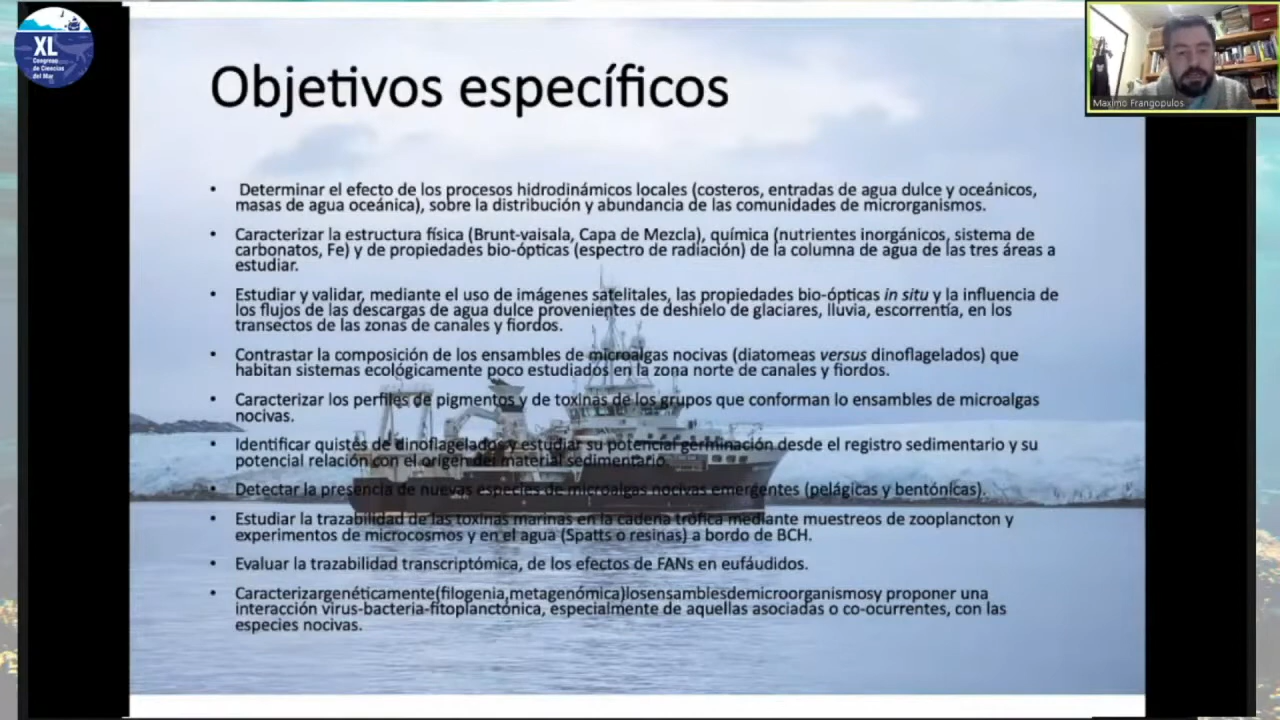 XL
Congreso
de Ciencias
del Mar
Maximo Frangopulos
Objetivos específicos
• Determinar el efecto de los procesos hidrodinámicos locales (costeros, entradas de agua dulce y oceánicos,
masas de agua oceánica), sobre la distribución y abundancia de las comunidades de microrganismos.
• Caracterizar la estructura física (Brunt-vaisala, Capa de Mezcla), química (nutrientes inorgánicos, sistema de
carbonatos, Fe) y de propiedades bio-ópticas (espectro de radiación) de la columna de agua de las tres áreas a
estudiar.
• Estudiar y validar, mediante el uso de imágenes satelitales, las propiedades bio-ópticas in situ y la influencia de
los flujos de las descargas de agua dulce provenientes de deshielo de glaciares, lluvia, escorrentía, en los
transectos de las zonas de canales y fiordos.
• Contrastar la composición de los ensambles de microalgas nocivas (diatomeas versus dinoflagelados) que
habitan sistemas ecológicamente poco estudiados en la zona norte de canales y fiordos.
• Caracterizar los perfiles de pigmentos y de toxinas de los grupos que conforman lo ensambles de microalgas
nocivas.
• Identificar quistes de dinoflagelados y estudiar su potencial germinación desde el registro sedimentario y su
potencial relación con el origen del material sedimentario.
• Detectar la presencia de nuevas especies de microalgas nocivas emergentes (pelágicas y bentónicas).
• Estudiar la trazabilidad de las toxinas marinas en la cadena trófica mediante muestreos de zooplancton y
experimentos de microcosmos y en el agua (Spatts o resinas) a bordo de BCH.
• Evaluar la trazabilidad transcriptómica, de los efectos de FANs en eufáudidos.
• Caracterizargenéticamente(filogenia,metagenómica)losensamblesdemicroorganismosy proponer una
interacción virus-bacteria-fitoplanctónica, especialmente de aquellas asociadas o co-ocurrentes, con las
especies nocivas.